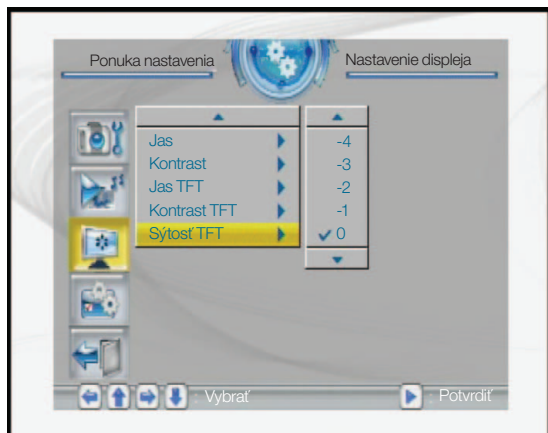 Ponuka nastavenia
Nastavenie displeja
Jas
Kontrast
Jas TFT
Kontrast TFT
Sýtosť TFT
-4
-3
-2
-1
0
: Vybrať
: Potvrdiť